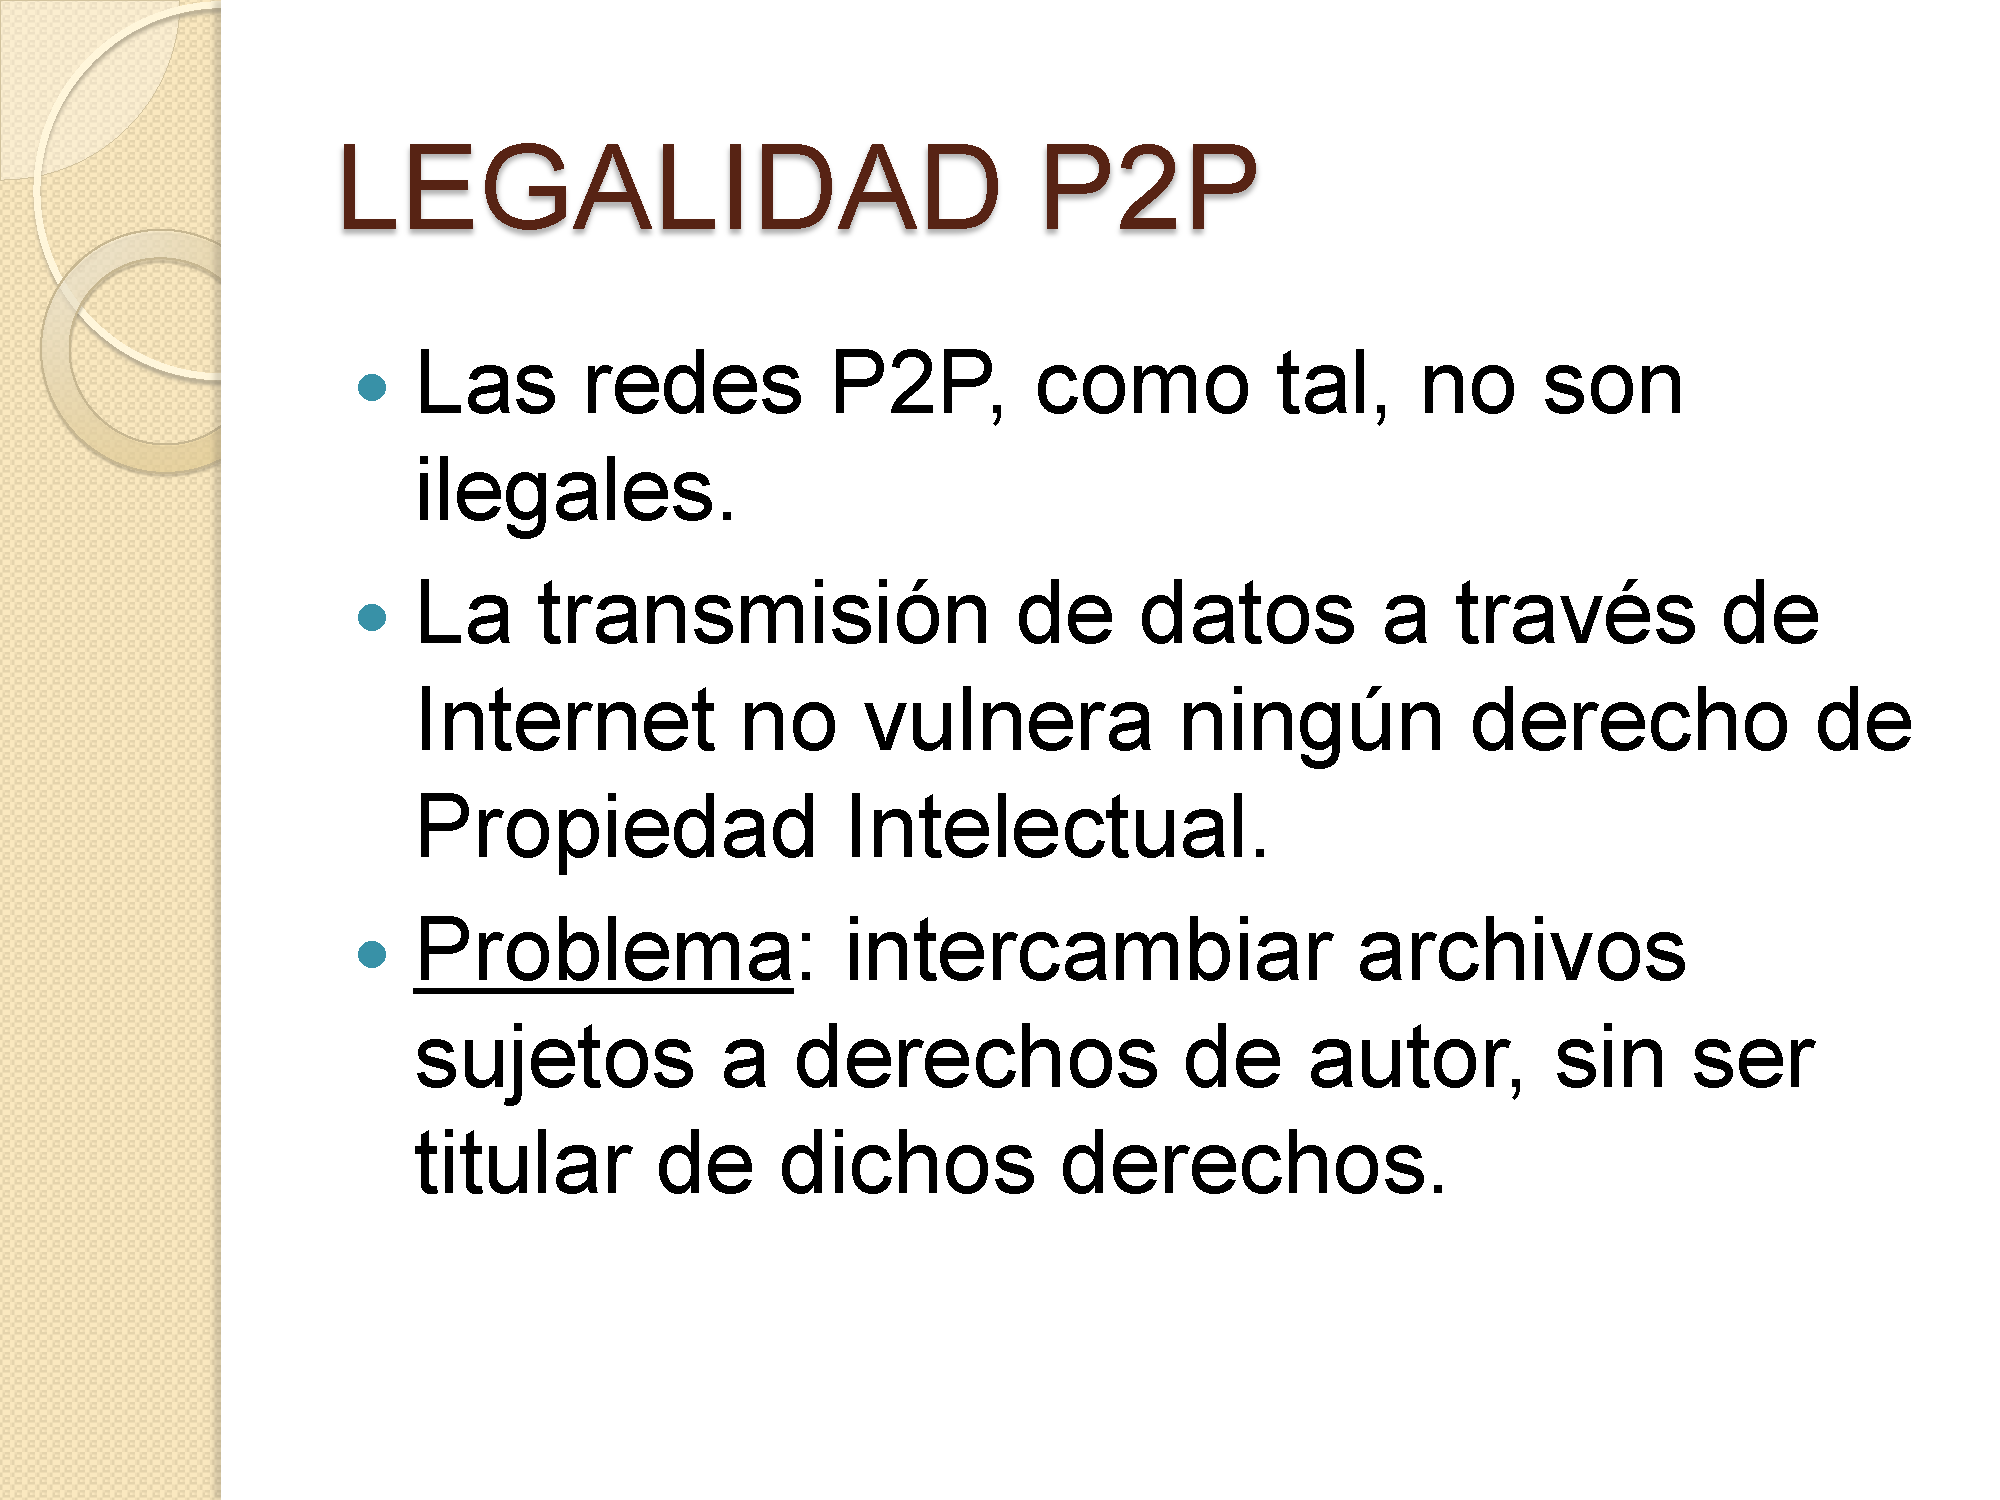 LEGALIDAD P2P
Las redes P2P, como tal, no son
ilegales.
La transmisión de datos a través de
Internet no vulnera ningún derecho de
Propiedad Intelectual.
Problema: intercambiar archivos
sujetos a derechos de autor, sin ser
titular de dichos derechos.